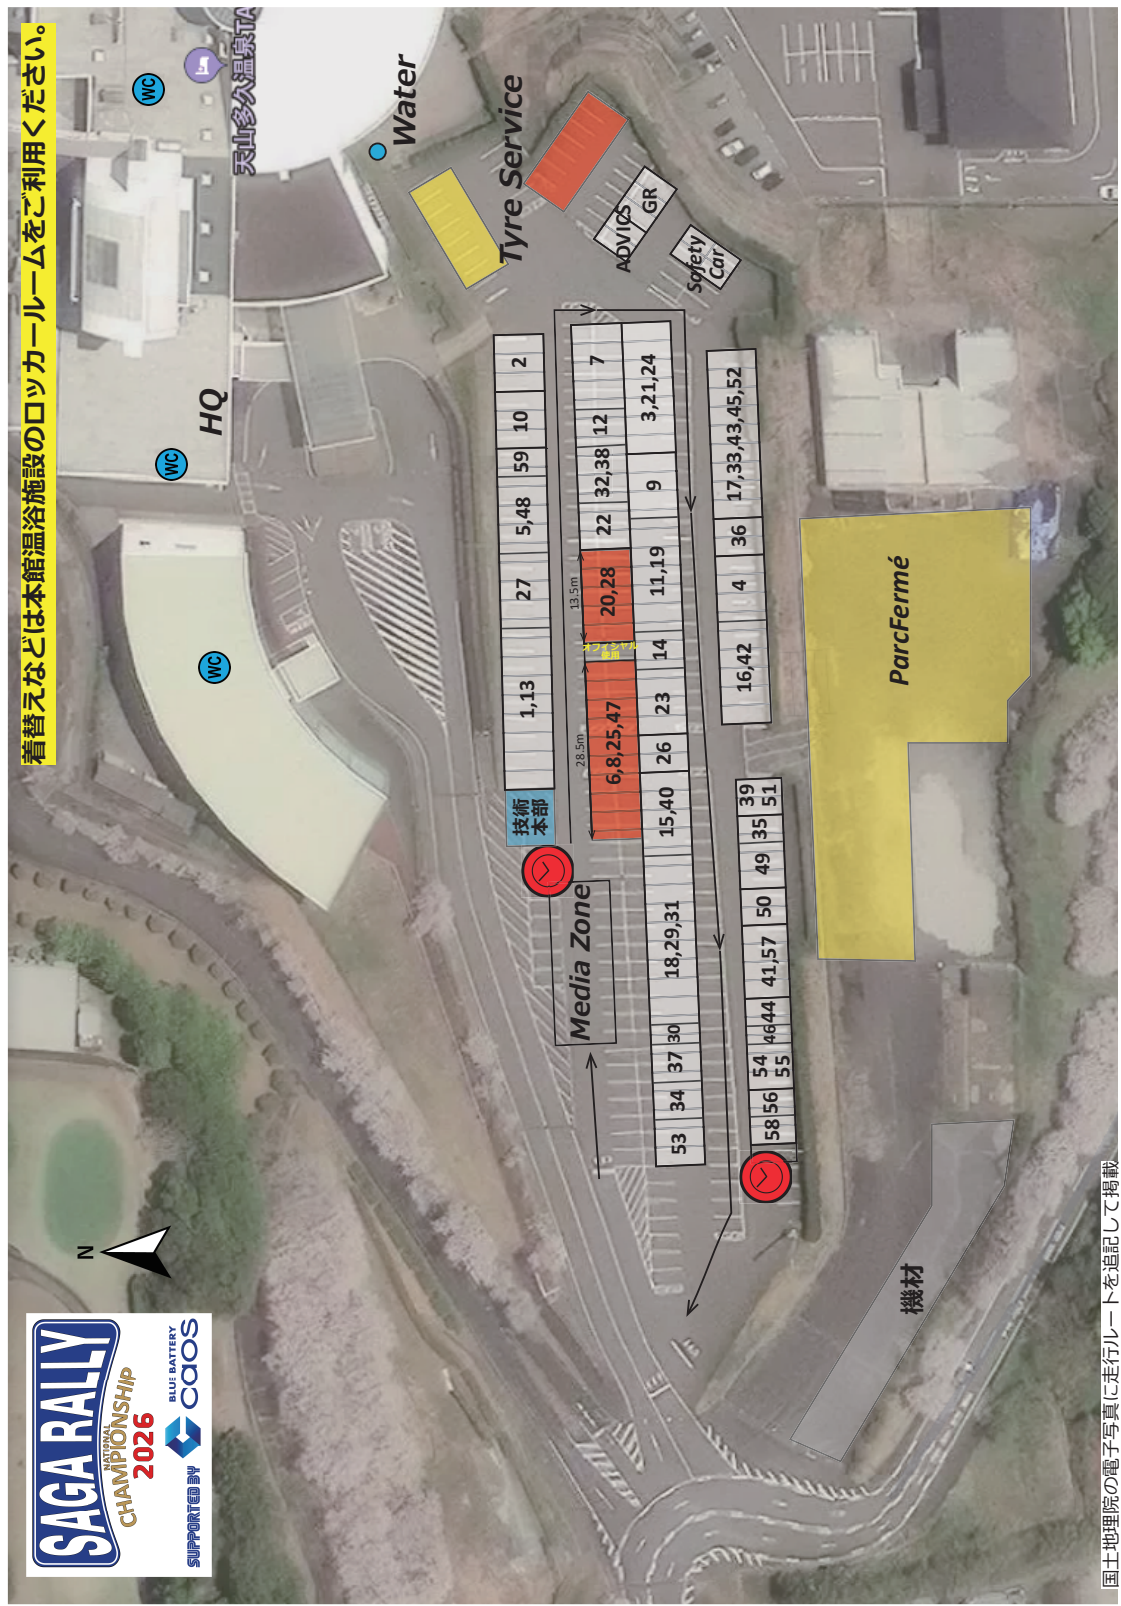 着替えなどは本館温浴施設のロッカールームをご利用ください。
WC
天山多久温泉TA
Water
Tyre Service
ADVICS
GR
Safety
Car
HQ
WC
WC
2
10
59
5,48
27
1,13
技術
本部
7
12
32,38
22
13.5m
20,28
オフィシャル
使用
28.5m
6,8,25,47
3,21,24
9
11,19
14
23
26
15,40
18,29,31
30
37
34
53
17,33,43,45,52
36
4
16,42
39
51
35
49
50
41,57
44
46
54
55
56
58
Media Zone
ParcFermé
機材
N
SAGA RALLY
NATIONAL
CHAMPIONSHIP
2026
SUPPORTED BY
BLUE BATTERY
caos
国土地理院の電子写真に走行ルートを追記して掲載